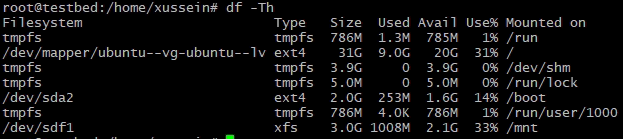 root@testbed:/home/xussein# df -Th
Filesystem                        Type   Size  Used Avail Use% Mounted on
tmpfs                             tmpfs  786M  1.3M  785M   1% /run
/dev/mapper/ubuntu--vg-ubuntu--lv ext4    31G  9.0G   20G  31% /
tmpfs                             tmpfs  3.9G     0  3.9G   0% /dev/shm
tmpfs                             tmpfs  5.0M     0  5.0M   0% /run/lock
/dev/sda2                         ext4   2.0G  253M  1.6G  14% /boot
tmpfs                             tmpfs  786M  4.0K  786M   1% /run/user/1000
/dev/sdf1                         xfs    3.0G 1008M  2.1G  33% /mnt